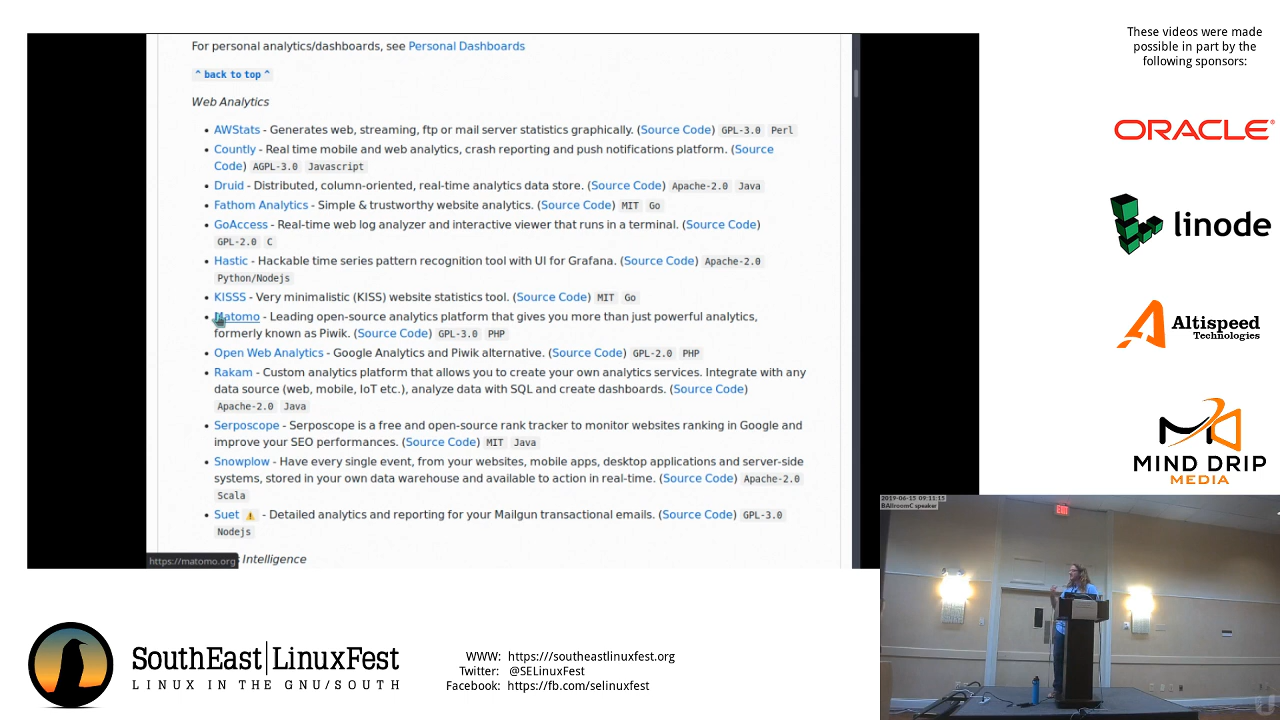 These videos were made
possible in part by the
following sponsors:
For personal analytics/dashboards, see Personal Dashboards
^ back to top ^
Web Analytics
• AWStats - Generates web, streaming, ftp or mail server statistics graphically. (Source Code) GPL-3.0 Perl
• Countly - Real time mobile and web analytics, crash reporting and push notifications platform. (Source
Code) AGPL-3.0 Javascript
• Druid - Distributed, column-oriented, real-time analytics data store. (Source Code) Apache-2.0 Java
• Fathom Analytics - Simple & trustworthy website analytics. (Source Code) MIT Go
• GoAccess - Real-time web log analyzer and interactive viewer that runs in a terminal. (Source Code)
GPL-2.0 C
• Hastic - Hackable time series pattern recognition tool with UI for Grafana. (Source Code) Apache-2.0
Python/Nodejs
• KISSS - Very minimalistic (KISS) website statistics tool. (Source Code) MIT Go
• Matomo - Leading open-source analytics platform that gives you more than just powerful analytics,
formerly known as Piwik. (Source Code) GPL-3.0 PHP
• Open Web Analytics - Google Analytics and Piwik alternative. (Source Code) GPL-2.0 PHP
• Rakam - Custom analytics platform that allows you to create your own analytics services. Integrate with any
data source (web, mobile, IoT etc.), analyze data with SQL and create dashboards. (Source Code)
Apache-2.0 Java
• Serposcope - Serposcope is a free and open-source rank tracker to monitor websites ranking in Google and
improve your SEO performances. (Source Code) MIT Java
• Snowplow - Have every single event, from your websites, mobile apps, desktop applications and server-side
systems, stored in your own data warehouse and available to action in real-time. (Source Code) Apache-2.0
Scala
• Suet ⚠ - Detailed analytics and reporting for your Mailgun transactional emails. (Source Code) GPL-3.0
Nodejs
Intelligence
https://matomo.org
ORACLE®
linode
Altispeed
Technologies
MIND DRIP
MEDIA
2019-06-15 09:11:15
BAllroomC speaker
EXIT
SouthEast LinuxFest
LINUX IN THE GNU/SOUTH
WWW: https:///southeastlinuxfest.org
Twitter: @SELinuxFest
Facebook: https://fb.com/selinuxfest